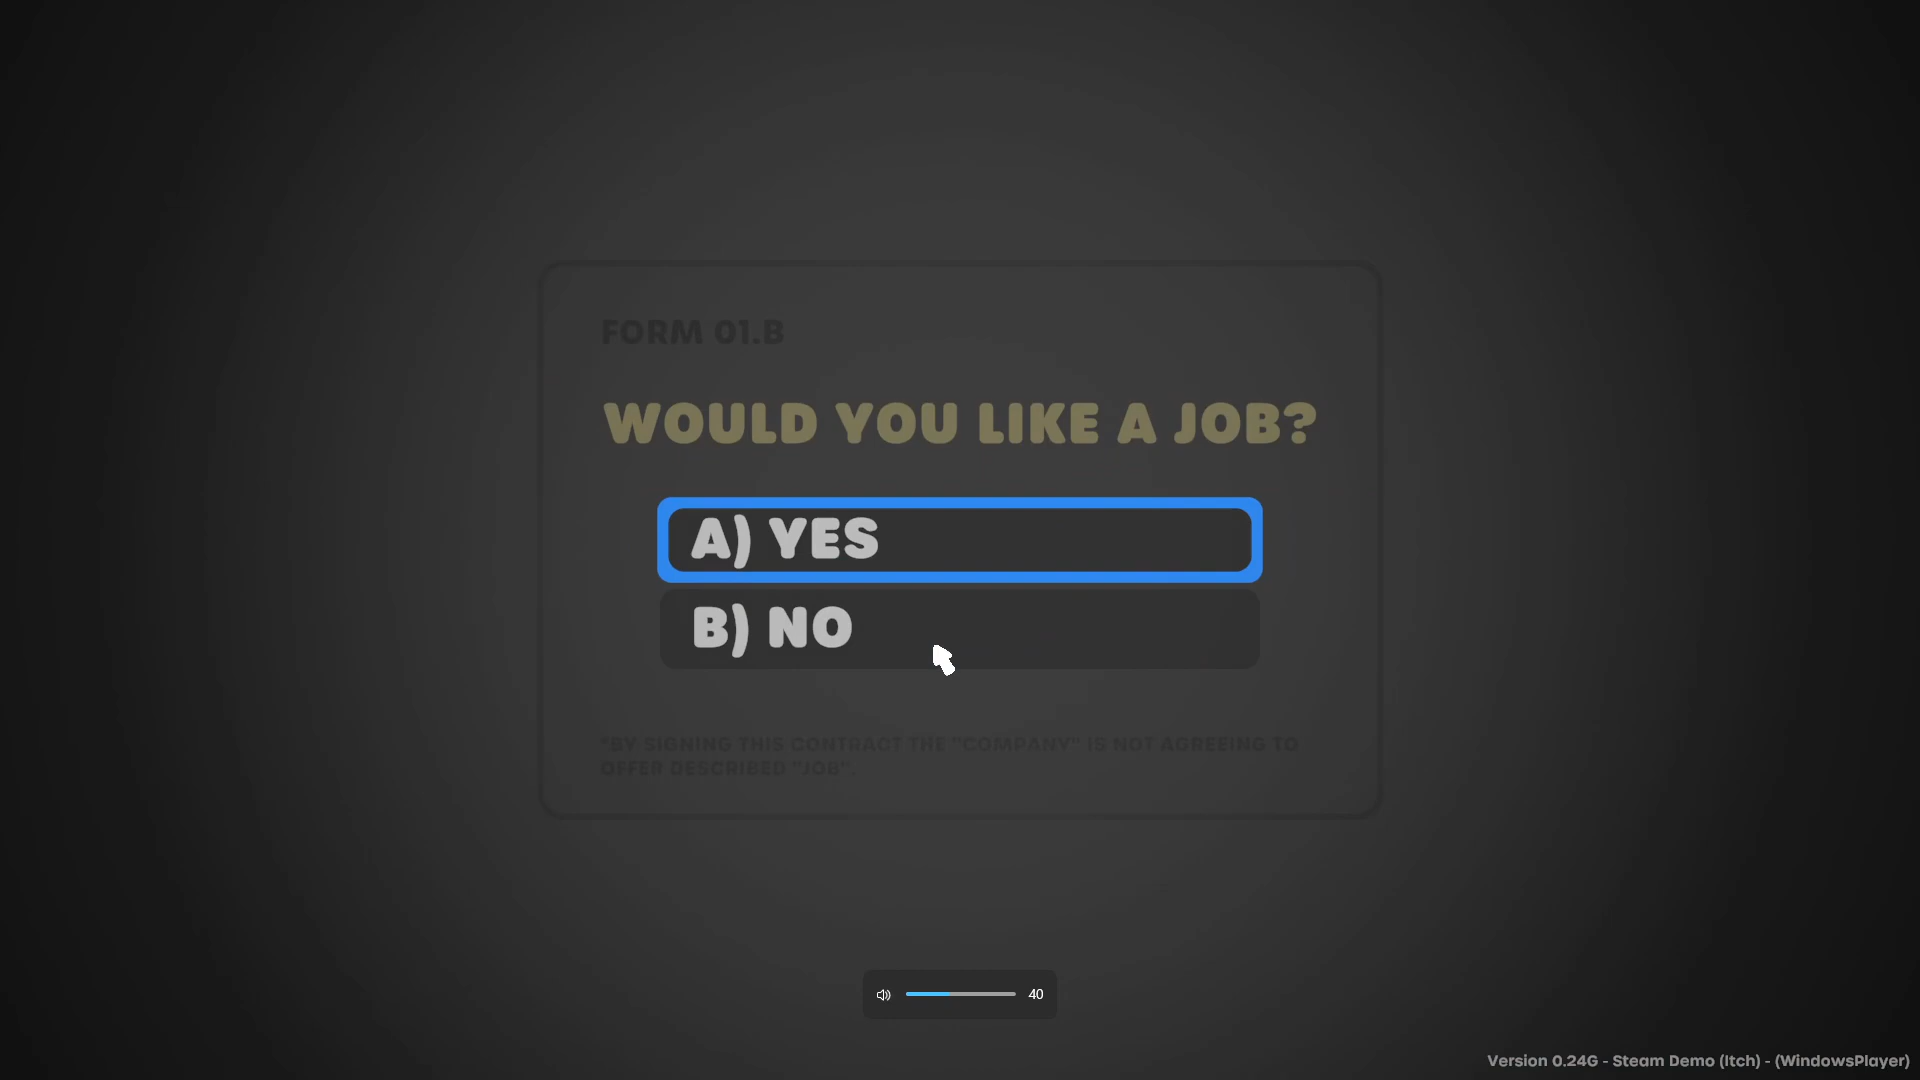 FORM 01.B
WOULD YOU LIKE A JOB?
A) YES
B) NO
*BY SIGNING THIS CONTRACT THE "COMPANY" IS NOT AGREEING TO
OFFER DESCRIBED "JOB".
40
Version 0.24G - Steam Demo (Itch) - (WindowsPlayer)